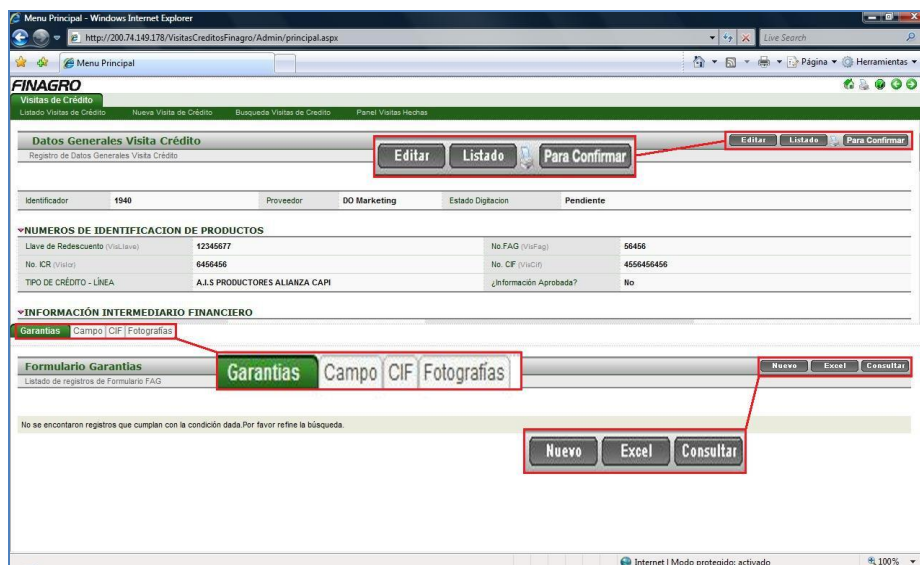 Menu Principal - Windows Internet Explorer
http://200.74.149.178/VisitasCreditosFinagro/Admin/principal.aspx
Live Search
Menu Principal
Página
Herramientas
FINAGRO
Visitas de Crédito
Listado Visitas de Crédito Nueva Visita de Crédito Busqueda Visitas de Credito Panel Visitas Hechas
Datos Generales Visita Crédito
Editar Listado Para Confirmar
Registro de Datos Generales Visita Crédito
Editar Listado Para Confirmar
Identificador 1940 Proveedor DO Marketing Estado Digitacion Pendiente
NUMEROS DE IDENTIFICACION DE PRODUCTOS
Llave de Redescuento (VisLlave) 12345677 No.FAG (VisFag) 56456
No. ICR (VisIcr) 6456456 No. CIF (VisCif) 4556456456
TIPO DE CRÉDITO - LÍNEA A.I.S PRODUCTORES ALIANZA CAPI ¿Información Aprobada? No
INFORMACIÓN INTERMEDIARIO FINANCIERO
Garantias Campo CIF Fotografías
Formulario Garantias
Nuevo Excel Consultar
Listado de registros de Formulario FAG
Garantias Campo CIF Fotografías
No se encontaron registros que cumplan con la condición dada.Por favor refine la búsqueda.
Nuevo Excel Consultar
Internet | Modo protegido: activado 100%